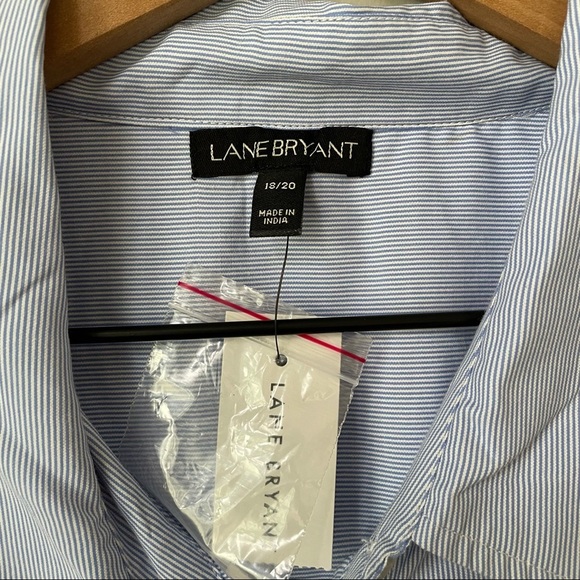 LANE BRYANT
18/20
MADE IN
INDIA
LANE BRYANT